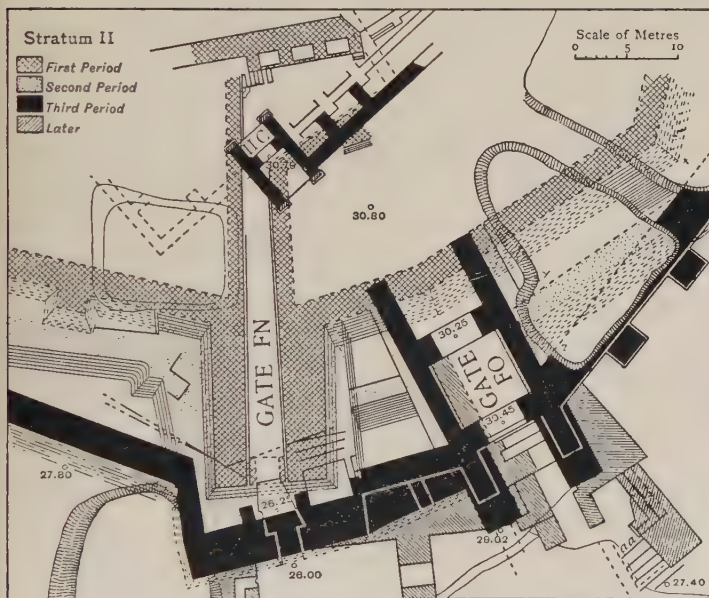 Stratum II
First Period
Second Period
Third Period
Later
Scale of Metres
0 5 10
I C
30.79
30.80
GATE FN
30.25
GATE
FO
30.45
27.80
26.2
26.00
29.02
aa
27.40